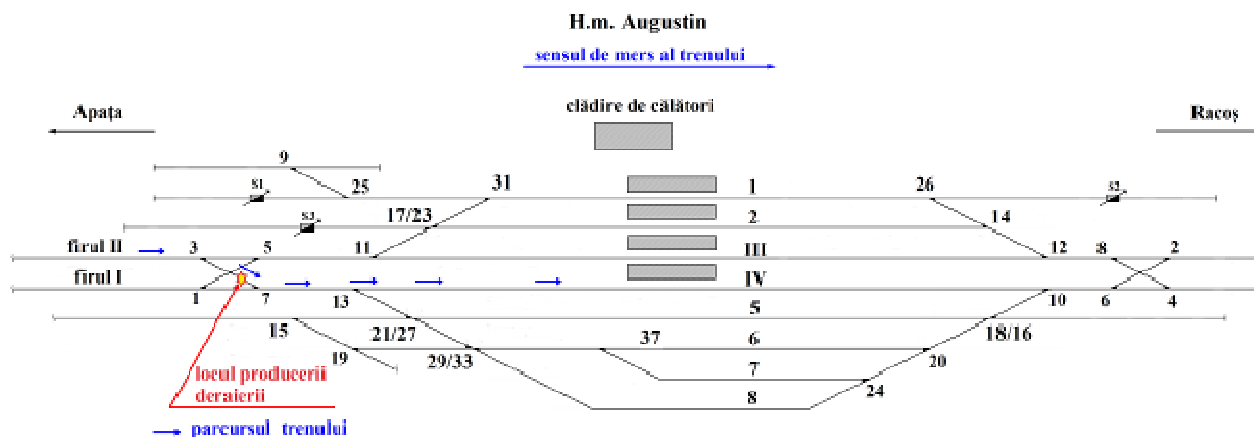 H.m. Augustin
sensul de mers al trenului
Apața
clădire de călători
Racoș
9
S1
25
31
1
26
S2
S3
17/23
2
14
firul II
3
5
11
III
12
8
2
firul I
IV
1
7
13
10
6
4
5
15
21/27
37
6
18/16
19
29/33
20
locul producerii
7
deraierii
8
24
parcursul trenului